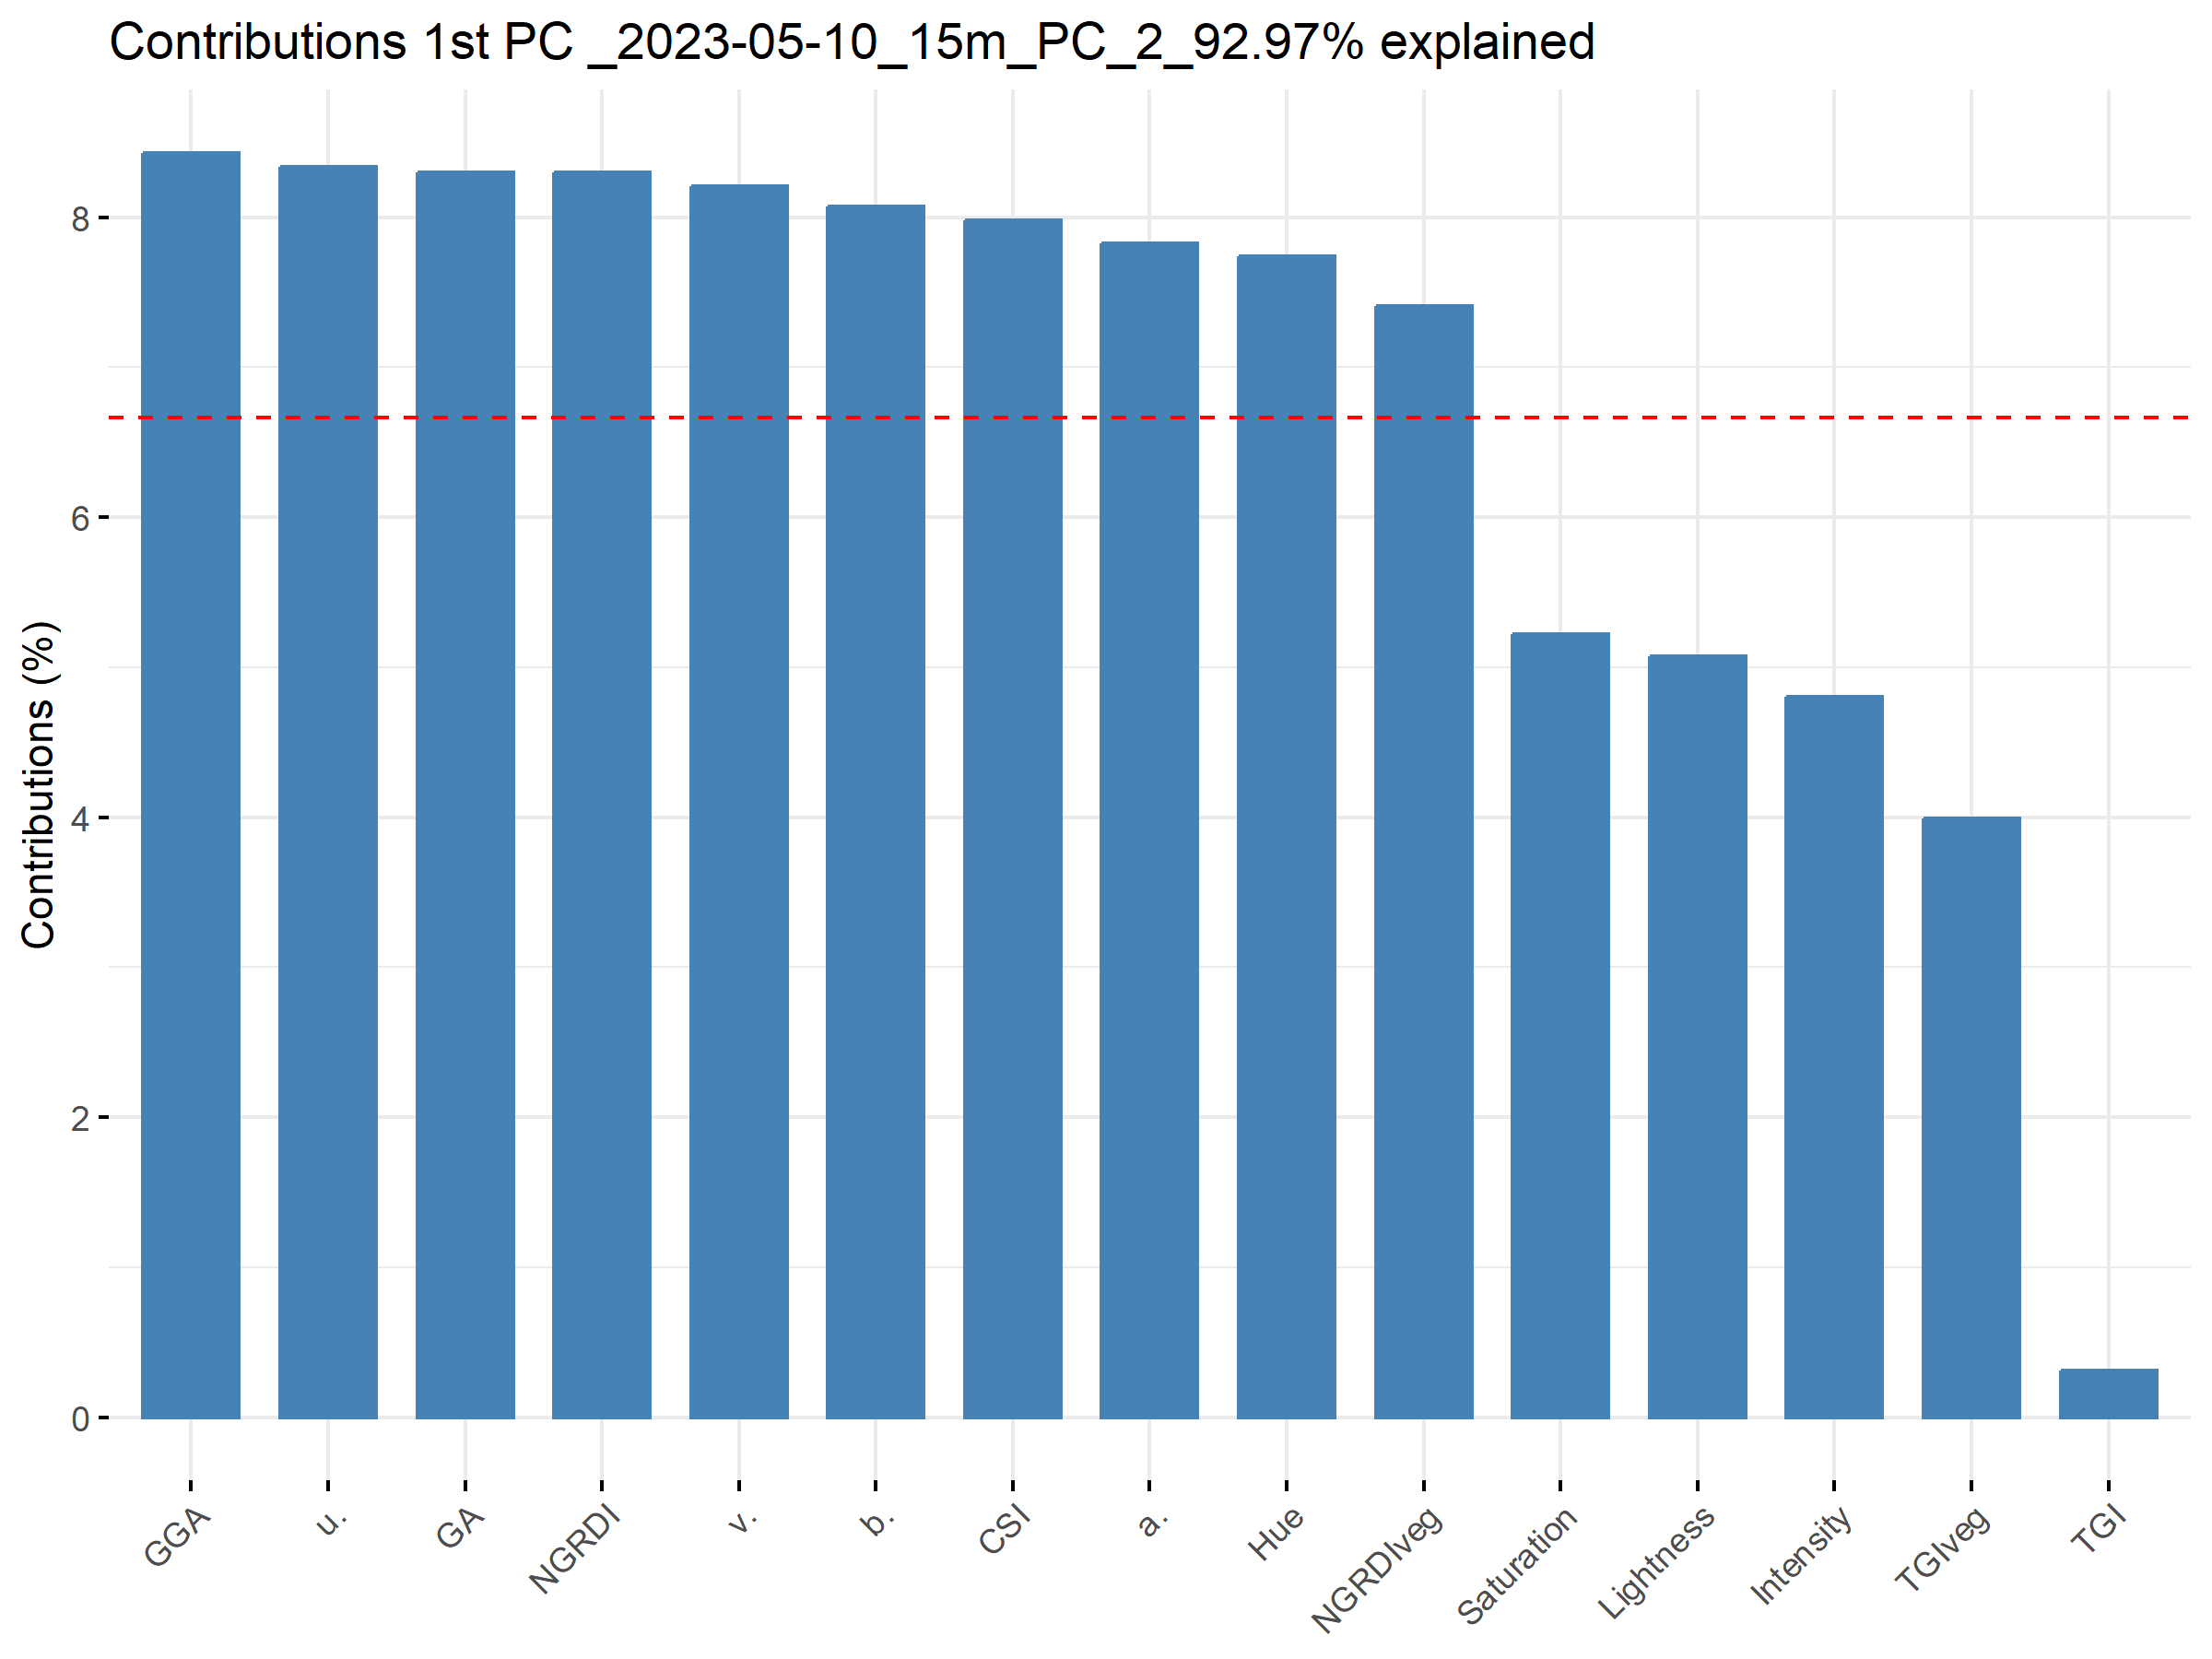 Contributions 1st PC _2023-05-10_15m_PC_2_92.97% explained
Contributions (%)
8
6
4
2
0
GGA
u.
GA
NGRDI
v.
b.
CSI
a.
Hue
NGRDIveg
Saturation
Lightness
Intensity
TGIveg
TGI